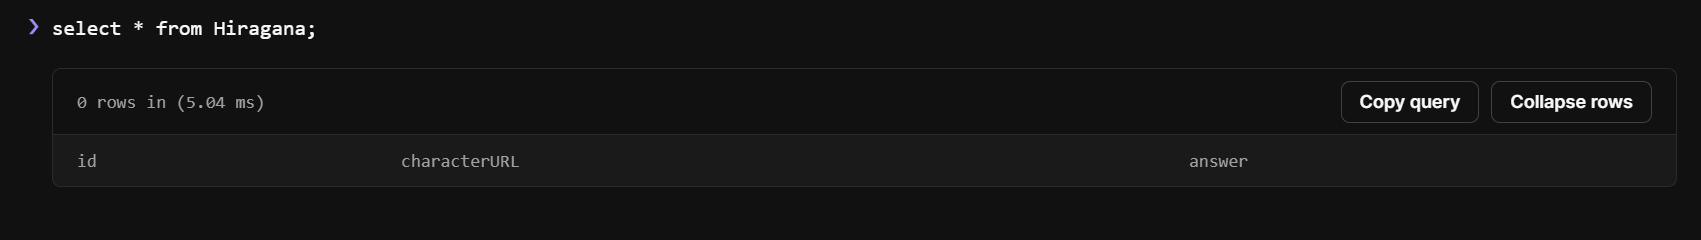 ❯ select * from Hiragana;
0 rows in (5.04 ms) Copy query Collapse rows
id characterURL answer